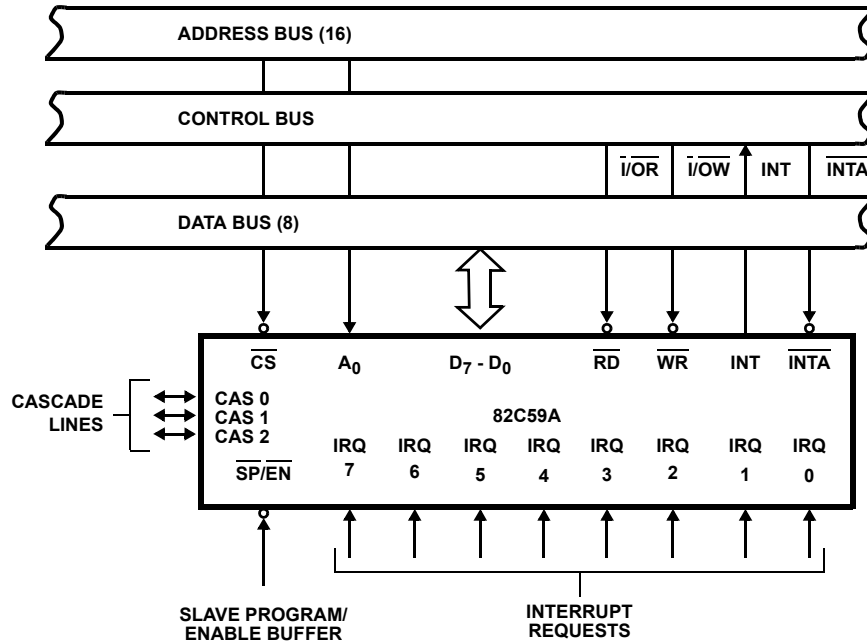 ADDRESS BUS (16)
CONTROL BUS
I/OR I/OW INT INTA
DATA BUS (8)
CS A0 D7 - D0 RD WR INT INTA
CASCADE
LINES
CAS 0
CAS 1
CAS 2
82C59A
SP/EN
IRQ IRQ IRQ IRQ IRQ IRQ IRQ IRQ
7 6 5 4 3 2 1 0
SLAVE PROGRAM/
ENABLE BUFFER
INTERRUPT
REQUESTS